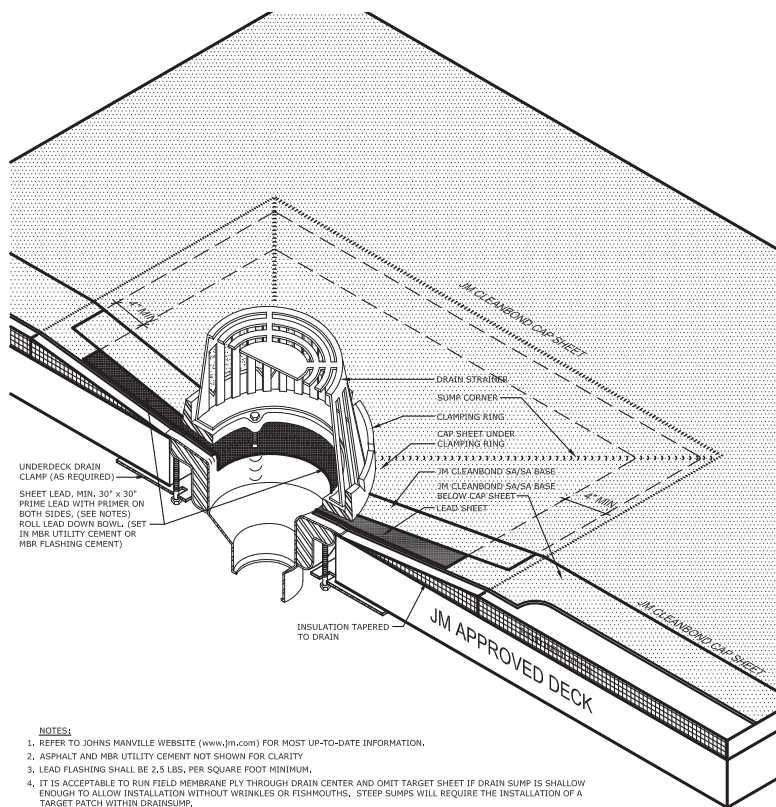 JM CLEANBOND CAP SHEET
4" MIN.
DRAIN STRAINER
SUMP CORNER
CLAMPING RING
CAP SHEET UNDER
CLAMPING RING
JM CLEANBOND SA/SA BASE
JM CLEANBOND SA/SA BASE
BELOW CAP SHEET
LEAD SHEET
4" MIN.
UNDERDECK DRAIN
CLAMP (AS REQUIRED)
SHEET LEAD, MIN. 30" x 30"
PRIME LEAD WITH PRIMER ON
BOTH SIDES, (SEE NOTES)
ROLL LEAD DOWN BOWL. (SET
IN MBR UTILITY CEMENT OR
MBR FLASHING CEMENT)
INSULATION TAPERED
TO DRAIN
JM CLEANBOND CAP SHEET
JM APPROVED DECK
NOTES:
1. REFER TO JOHNS MANVILLE WEBSITE (www.jm.com) FOR MOST UP-TO-DATE INFORMATION.
2. ASPHALT AND MBR UTILITY CEMENT NOT SHOWN FOR CLARITY
3. LEAD FLASHING SHALL BE 2.5 LBS. PER SQUARE FOOT MINIMUM.
4. IT IS ACCEPTABLE TO RUN FIELD MEMBRANE PLY THROUGH DRAIN CENTER AND OMIT TARGET SHEET IF DRAIN SUMP IS SHALLOW
ENOUGH TO ALLOW INSTALLATION WITHOUT WRINKLES OR FISHMOUTHS. STEEP SUMPS WILL REQUIRE THE INSTALLATION OF A
TARGET PATCH WITHIN DRAINSUMP.